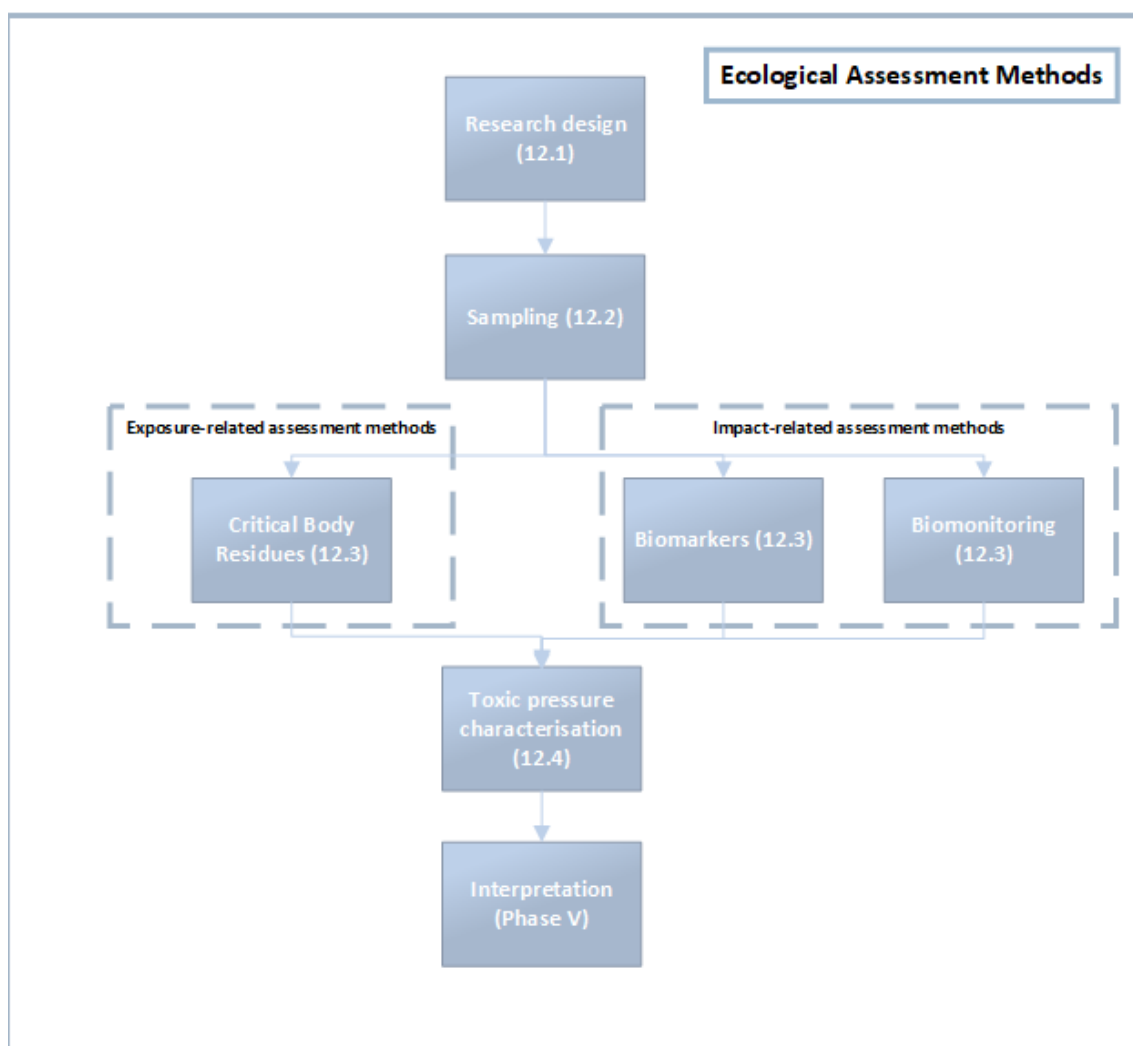 Ecological Assessment Methods
Research design
(12.1)
Sampling (12.2)
Exposure-related assessment methods
Impact-related assessment methods
Critical Body
Residues (12.3)
Biomarkers (12.3)
Biomonitoring
(12.3)
Toxic pressure
characterisation
(12.4)
Interpretation
(Phase V)